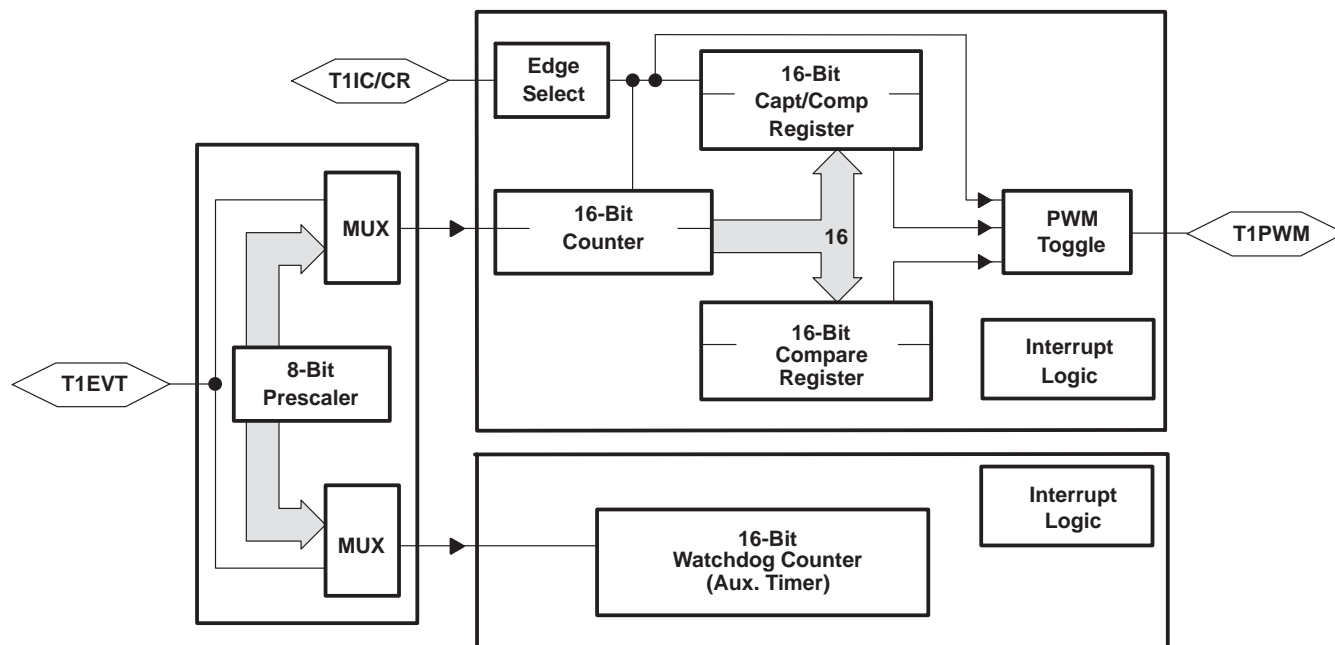 T1IC/CR
Edge
Select
16-Bit
Capt/Comp
Register
MUX
16-Bit
Counter
16
PWM
Toggle
T1PWM
8-Bit
Prescaler
T1EVT
16-Bit
Compare
Register
Interrupt
Logic
MUX
16-Bit
Watchdog Counter
(Aux. Timer)
Interrupt
Logic